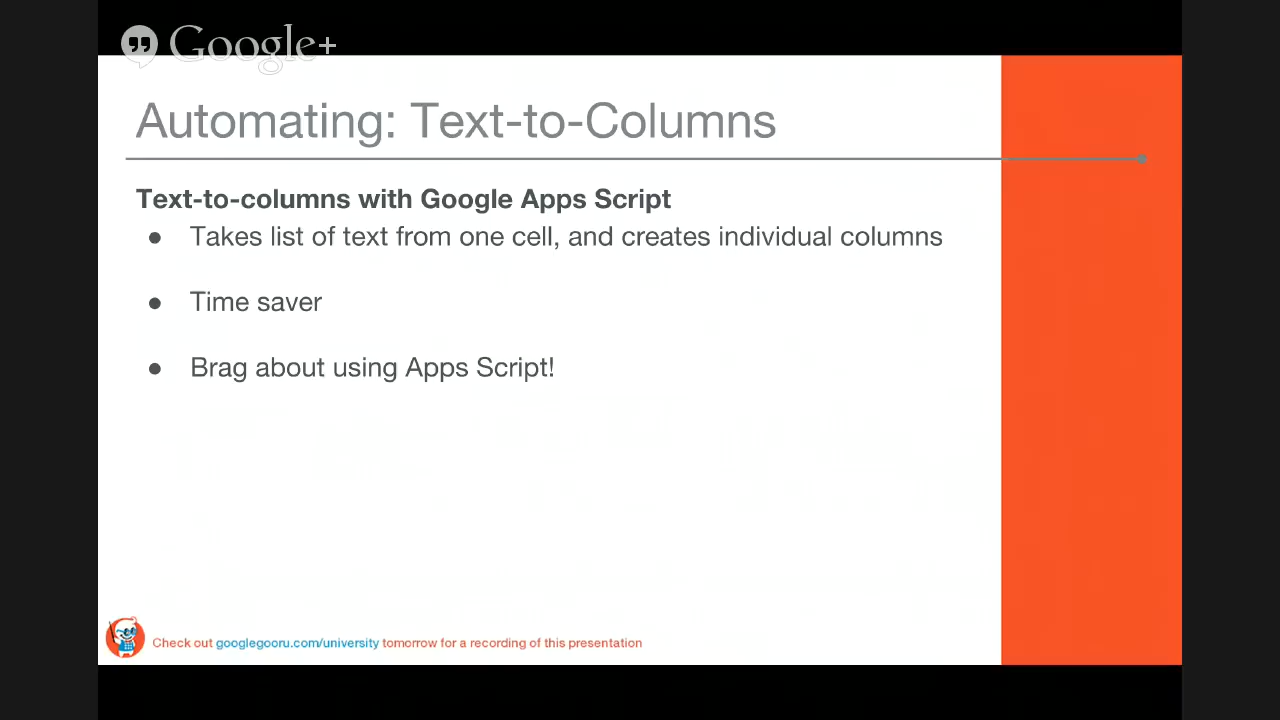 Google+
Automating: Text-to-Columns
Text-to-columns with Google Apps Script
● Takes list of text from one cell, and creates individual columns
● Time saver
● Brag about using Apps Script!
Check out googlegooru.com/university tomorrow for a recording of this presentation